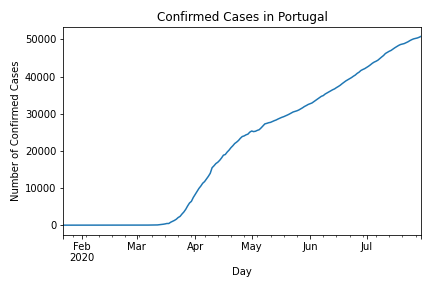 Confirmed Cases in Portugal
Number of Confirmed Cases
50000
40000
30000
20000
10000
0
Feb Mar Apr May Jun Jul
2020
Day